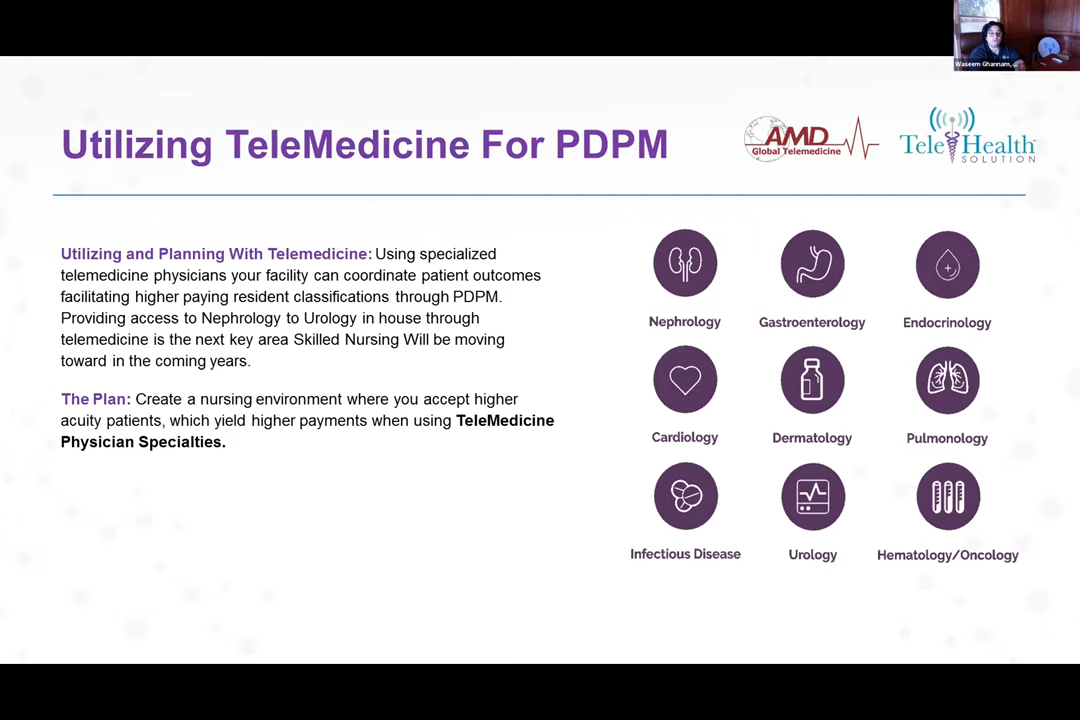 Waseem Ghannam, ...
Utilizing TeleMedicine For PDPM
AMD
Global Telemedicine
TeleHealth
SOLUTION
Utilizing and Planning With Telemedicine: Using specialized
telemedicine physicians your facility can coordinate patient outcomes
facilitating higher paying resident classifications through PDPM.
Providing access to Nephrology to Urology in house through
telemedicine is the next key area Skilled Nursing Will be moving
toward in the coming years.
The Plan: Create a nursing environment where you accept higher
acuity patients, which yield higher payments when using TeleMedicine
Physician Specialties.
Nephrology
Gastroenterology
Endocrinology
Cardiology
Dermatology
Pulmonology
Infectious Disease
Urology
Hematology/Oncology